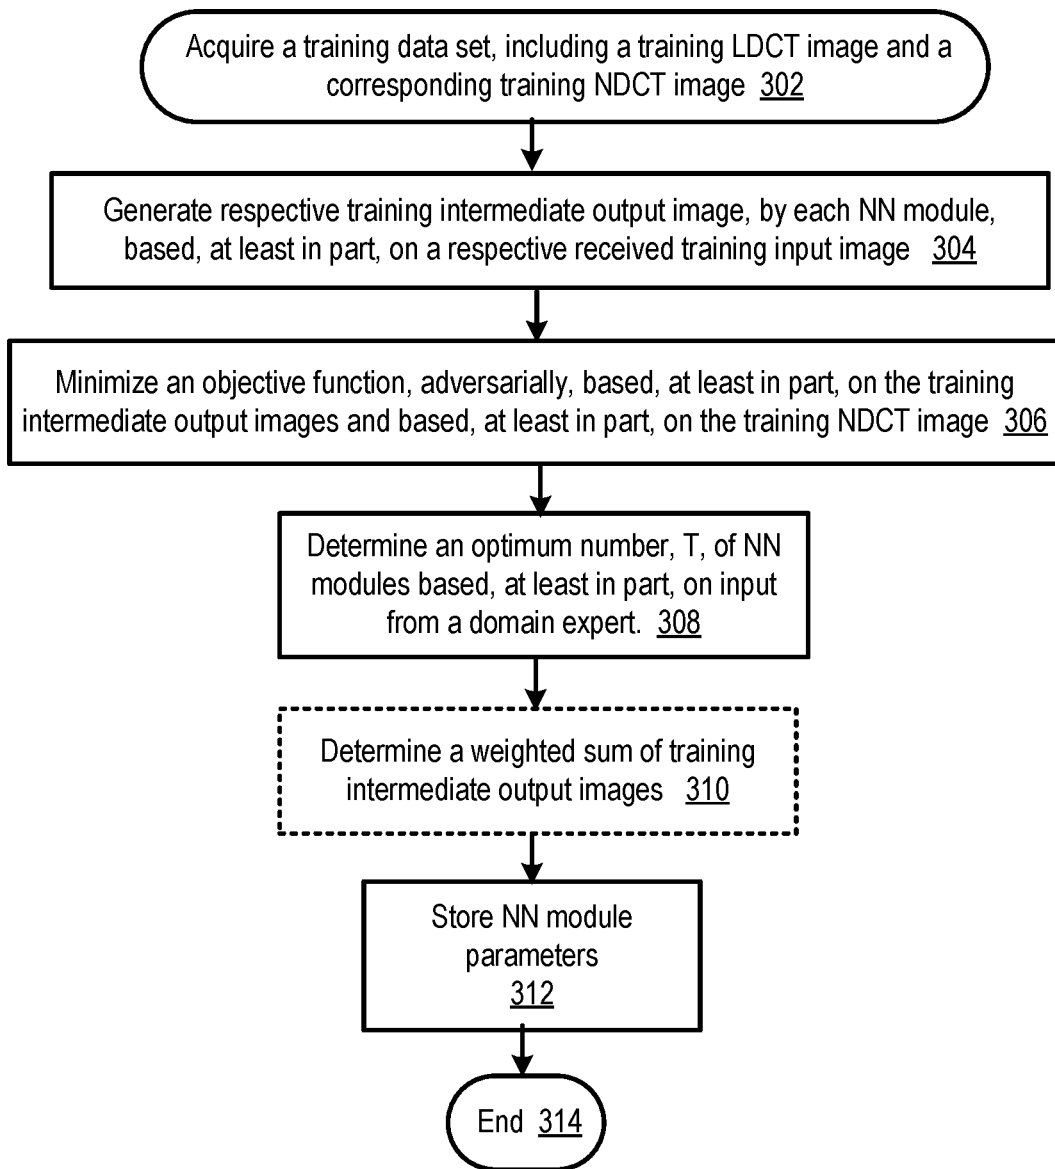 Acquire a training data set, including a training LDCT image and a
corresponding training NDCT image 302
Generate respective training intermediate output image, by each NN module,
based, at least in part, on a respective received training input image 304
Minimize an objective function, adversarially, based, at least in part, on the training
intermediate output images and based, at least in part, on the training NDCT image 306
Determine an optimum number, T, of NN
modules based, at least in part, on input
from a domain expert. 308
Determine a weighted sum of training
intermediate output images 310
Store NN module
parameters
312
End 314